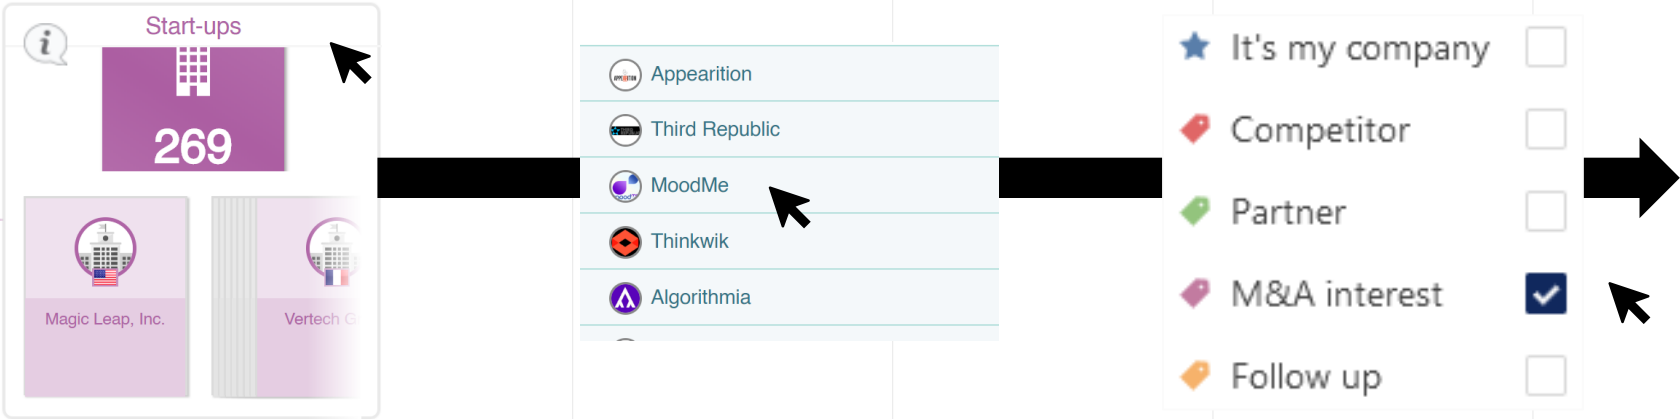 Start-ups
269
Magic Leap, Inc.
Vertech G
Appearition
Third Republic
MoodMe
Thinkwik
Algorithmia
It's my company
Competitor
Partner
M&A interest
Follow up